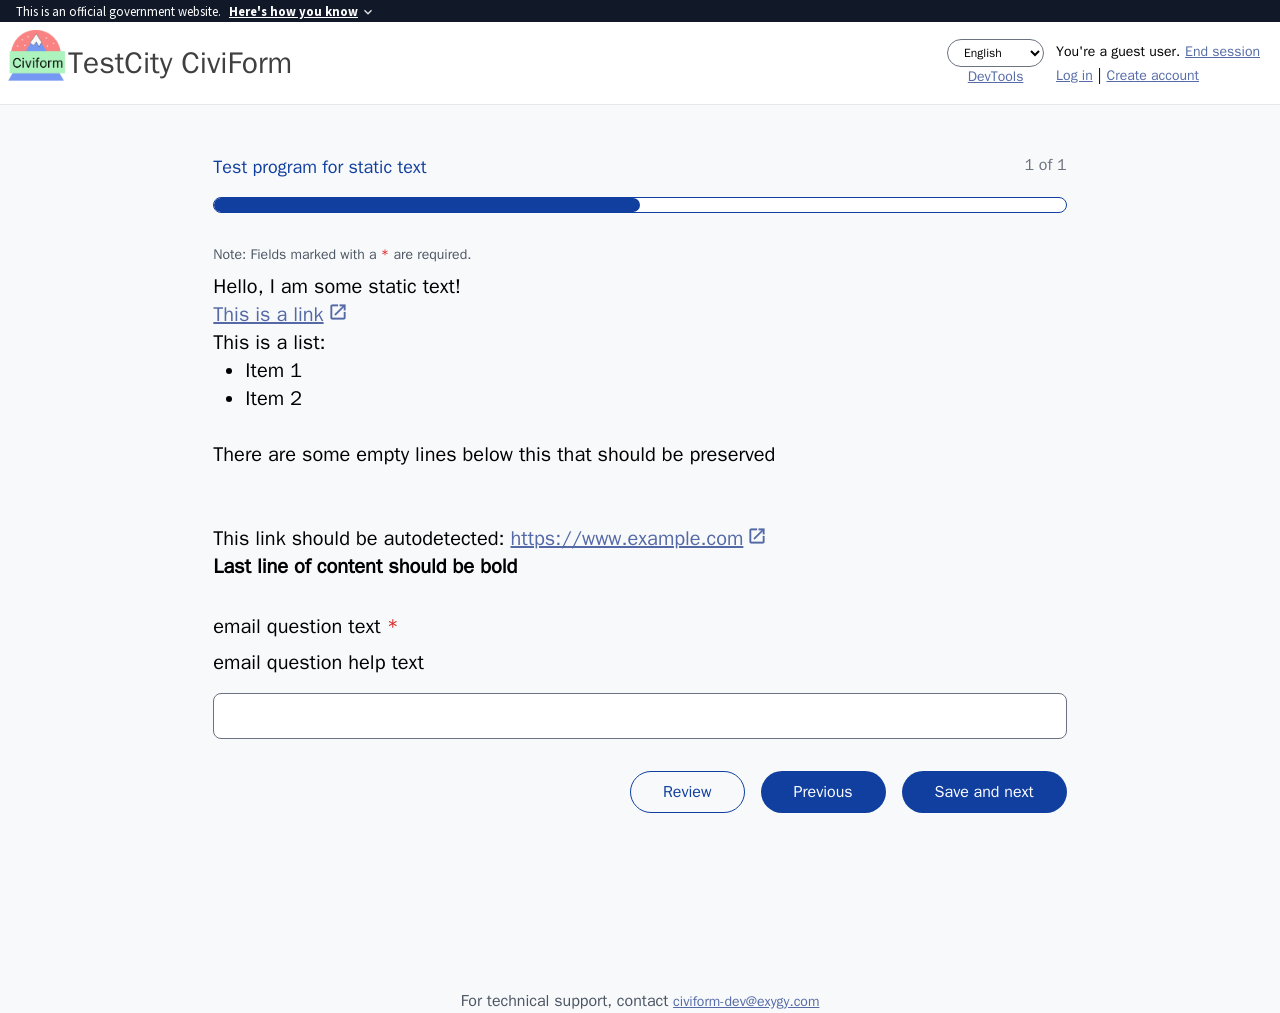 This is an official government website. Here's how you know
Civiform
TestCity CiviForm
English
DevTools
You're a guest user. End session
Log in | Create account
Test program for static text
1 of 1
Note: Fields marked with a * are required.
Hello, I am some static text!
This is a link
This is a list:
• Item 1
• Item 2
There are some empty lines below this that should be preserved
This link should be autodetected: https://www.example.com
Last line of content should be bold
email question text *
email question help text
Review
Previous
Save and next
For technical support, contact civiform-dev@exygy.com